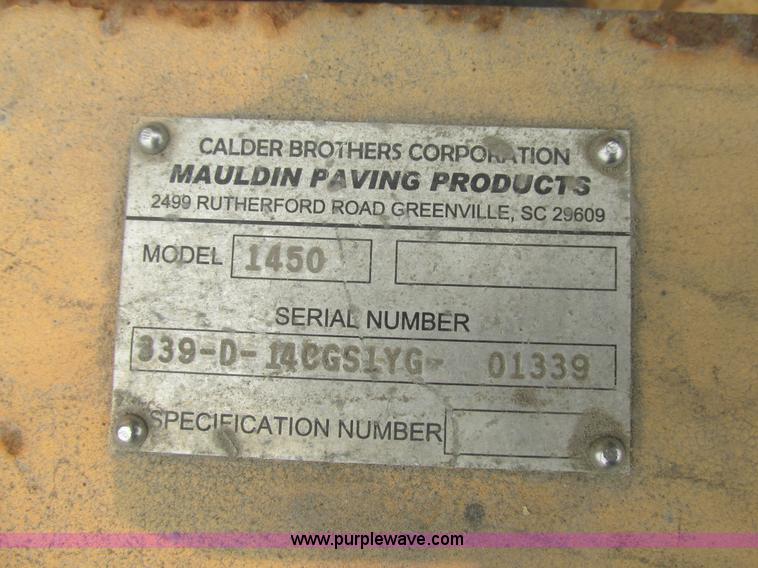 CALDER BROTHERS CORPORATION
MAULDIN PAVING PRODUCTS
2499 RUTHERFORD ROAD GREENVILLE, SC 29609
MODEL 1450
SERIAL NUMBER
339-D-14CGS1YG- 01339
SPECIFICATION NUMBER
www.purplewave.com